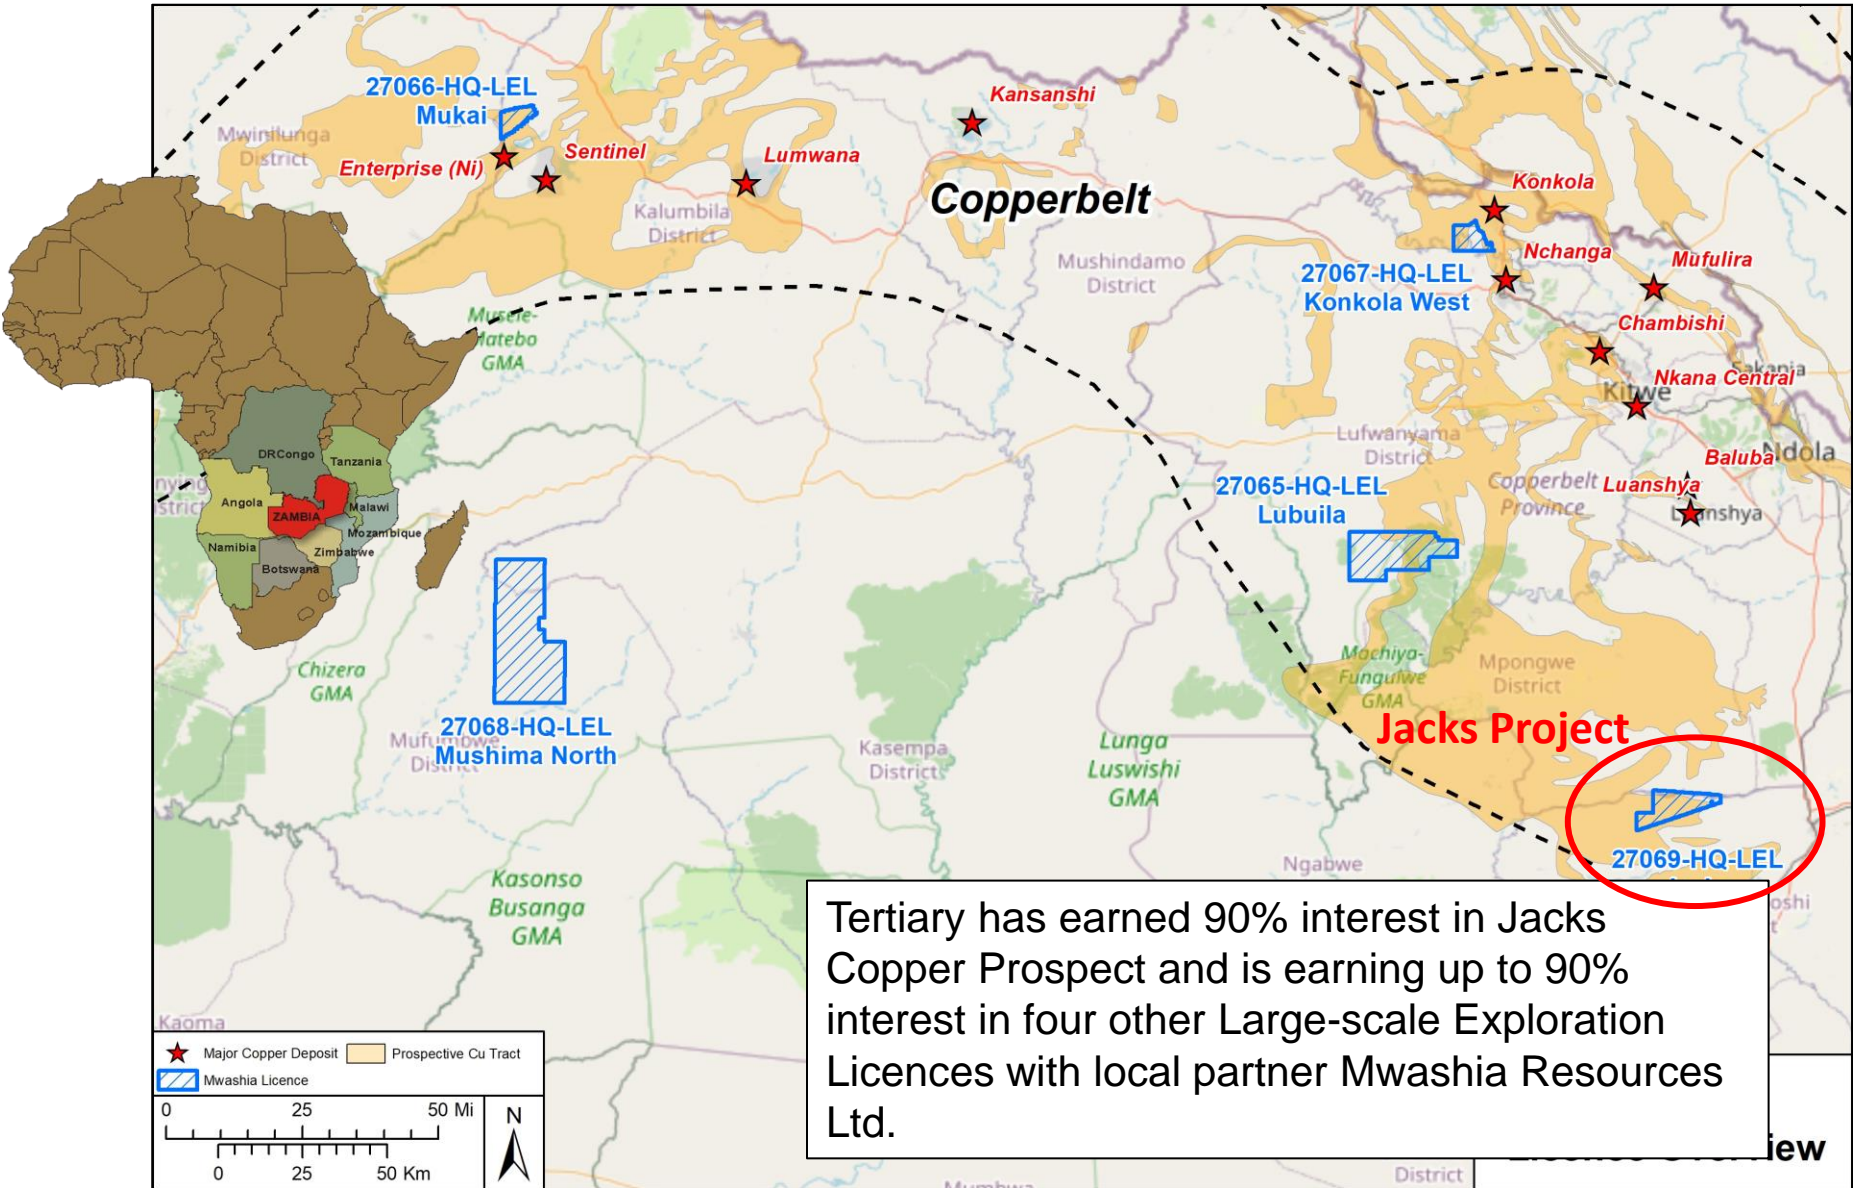 27066-HQ-LEL
Mukai
Mwinilunga
District
Enterprise (Ni)
Sentinel
Lumwana
Kansanshi
Kalumbila
District
Copperbelt
Mushindamo
District
Konkola
Nchanga
Mufulira
27067-HQ-LEL
Konkola West
Chambishi
Sakania
Nkana Central
Kitwe
Ndola
Baluba
Luanshya
Luanshya
Musele-
Matebo
GMA
Lufwanyama
District
Copperbelt
Province
27065-HQ-LEL
Lubuila
DRCongo
Tanzania
Angola
ZAMBIA
Malawi
Mozambique
Namibia
Zimbabwe
Botswana
Chizera
GMA
Machiya-
Fungulwe
GMA
Mpongwe
District
27068-HQ-LEL
Mushima North
Mufumbwe
District
Kasempa
District
Lunga
Luswishi
GMA
Jacks Project
27069-HQ-LEL
Ngabwe
Kasonso
Busanga
GMA
Kaoma
Tertiary has earned 90% interest in Jacks
Copper Prospect and is earning up to 90%
interest in four other Large-scale Exploration
Licences with local partner Mwashia Resources
Ltd.
Major Copper Deposit
Prospective Cu Tract
Mwashia Licence
0 25 50 Mi
0 25 50 Km
N
District